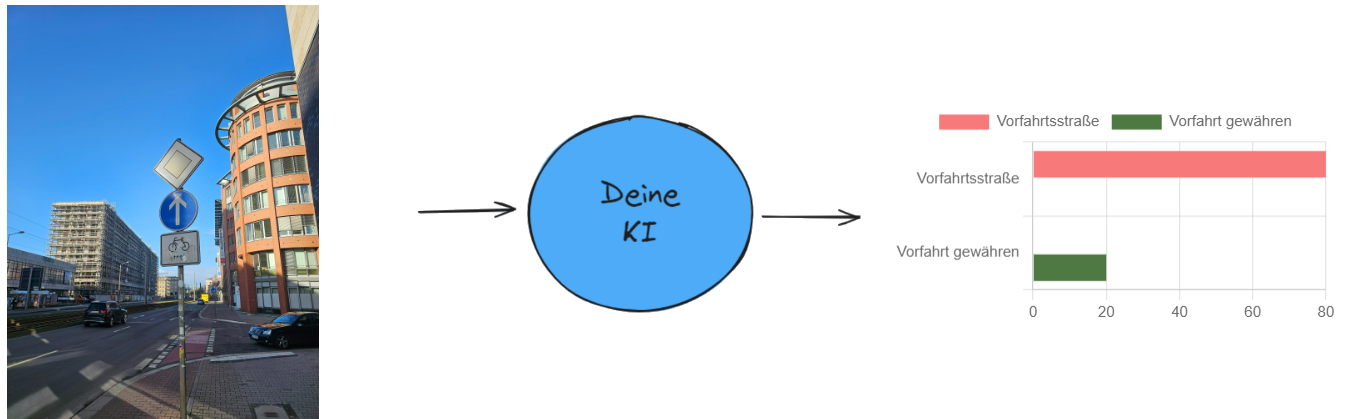 Deine
KI
Vorfahrtsstraße Vorfahrt gewähren
Vorfahrtsstraße
Vorfahrt gewähren
0 20 40 60 80